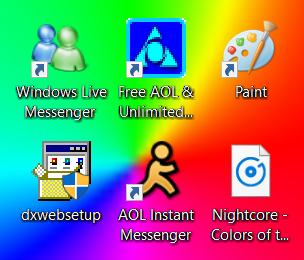 Windows Live
Messenger
Free AOL &
Unlimited...
Paint
dxwebsetup
AOL Instant
Messenger
Nightcore -
Colors of t...